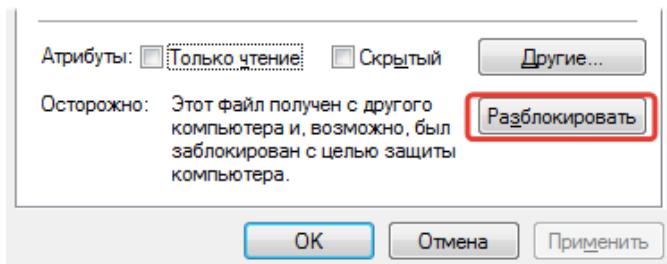 Атрибуты: Только чтение Скрытый Другие...
Осторожно: Этот файл получен с другого
компьютера и, возможно, был
заблокирован с целью защиты
компьютера.
Разблокировать
OK Отмена Применить